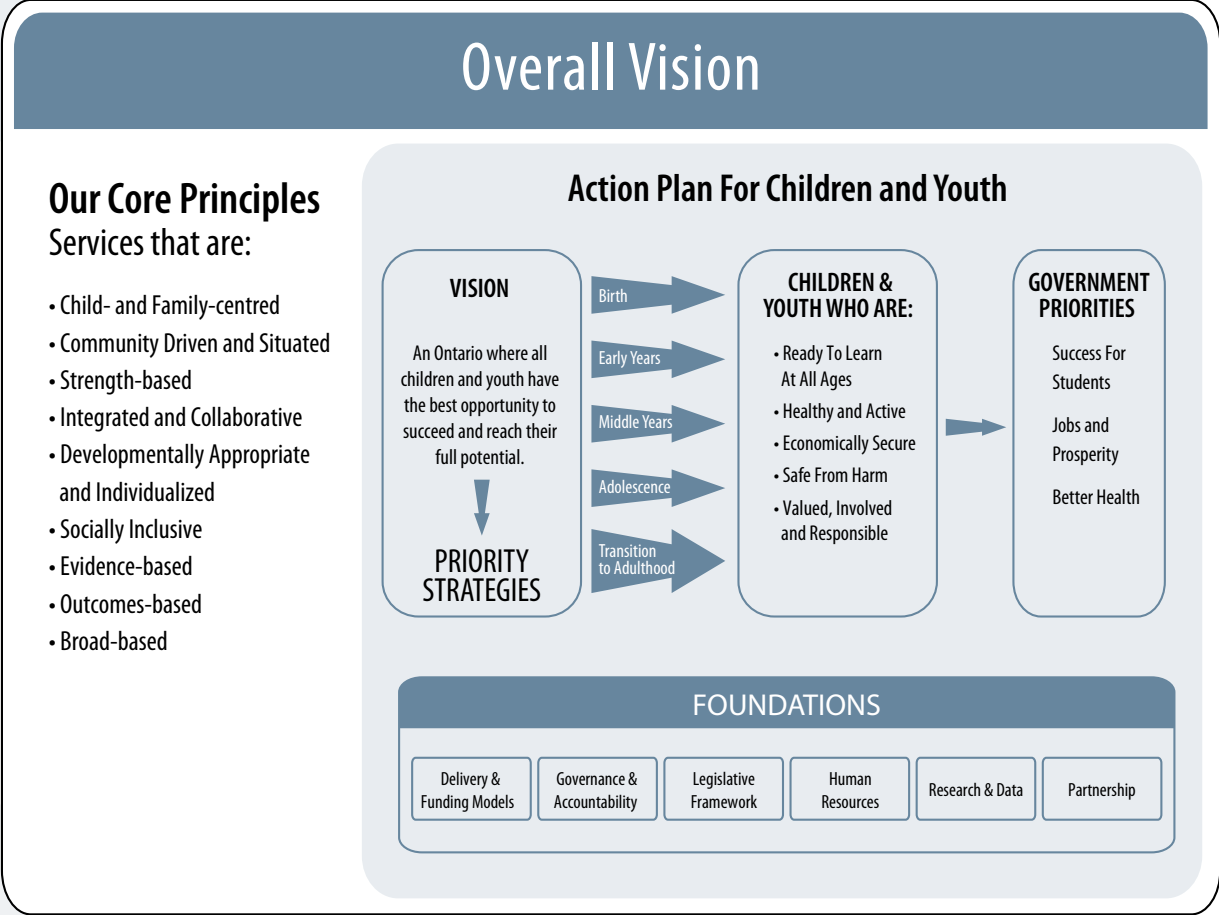 Overall Vision
Our Core Principles
Services that are:
• Child- and Family-centred
• Community Driven and Situated
• Strength-based
• Integrated and Collaborative
• Developmentally Appropriate
and Individualized
• Socially Inclusive
• Evidence-based
• Outcomes-based
• Broad-based
Action Plan For Children and Youth
VISION
An Ontario where all
children and youth have
the best opportunity to
succeed and reach their
full potential.
PRIORITY
STRATEGIES
Birth
Early Years
Middle Years
Adolescence
Transition
to Adulthood
CHILDREN &
YOUTH WHO ARE:
• Ready To Learn
At All Ages
• Healthy and Active
• Economically Secure
• Safe From Harm
• Valued, Involved
and Responsible
GOVERNMENT
PRIORITIES
Success For
Students
Jobs and
Prosperity
Better Health
FOUNDATIONS
Delivery &
Funding Models
Governance &
Accountability
Legislative
Framework
Human
Resources
Research & Data
Partnership